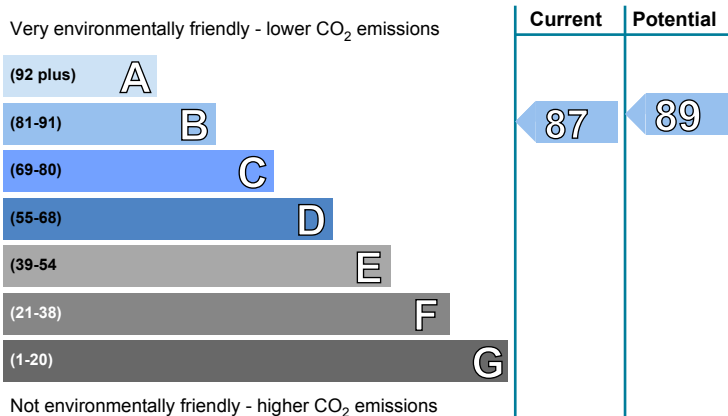 Very environmentally friendly - lower CO2 emissions
Current
Potential
(92 plus) A
(81-91) B
87
89
(69-80) C
(55-68) D
(39-54 E
(21-38) F
(1-20) G
Not environmentally friendly - higher CO2 emissions